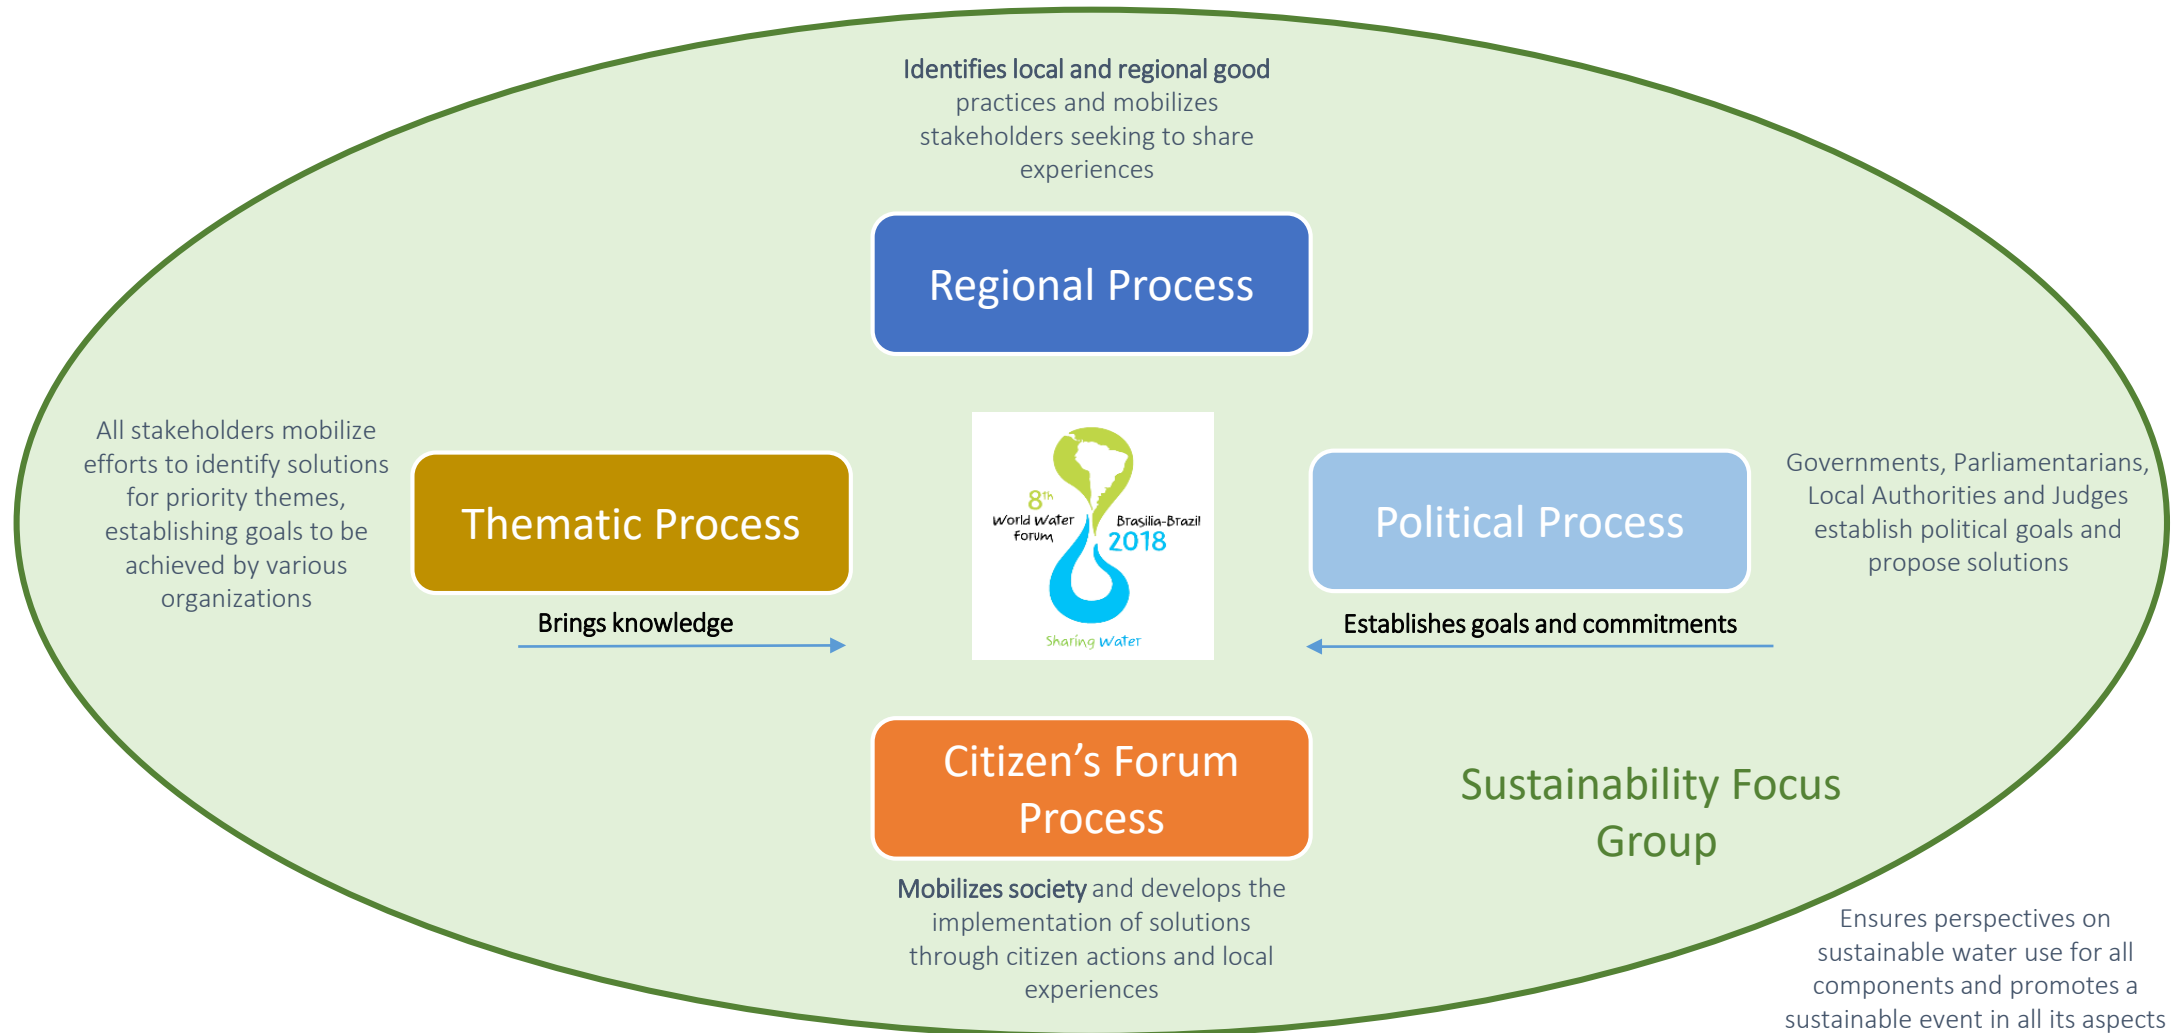 Identifies local and regional good
practices and mobilizes
stakeholders seeking to share
experiences
Regional Process
All stakeholders mobilize
efforts to identify solutions
for priority themes,
establishing goals to be
achieved by various
organizations
Thematic Process
Brings knowledge
8th
World Water
Forum
Brasilia-Brazil
2018
Sharing Water
Political Process
Establishes goals and commitments
Governments, Parliamentarians,
Local Authorities and Judges
establish political goals and
propose solutions
Citizen’s Forum
Process
Mobilizes society and develops the
implementation of solutions
through citizen actions and local
experiences
Sustainability Focus
Group
Ensures perspectives on
sustainable water use for all
components and promotes a
sustainable event in all its aspects